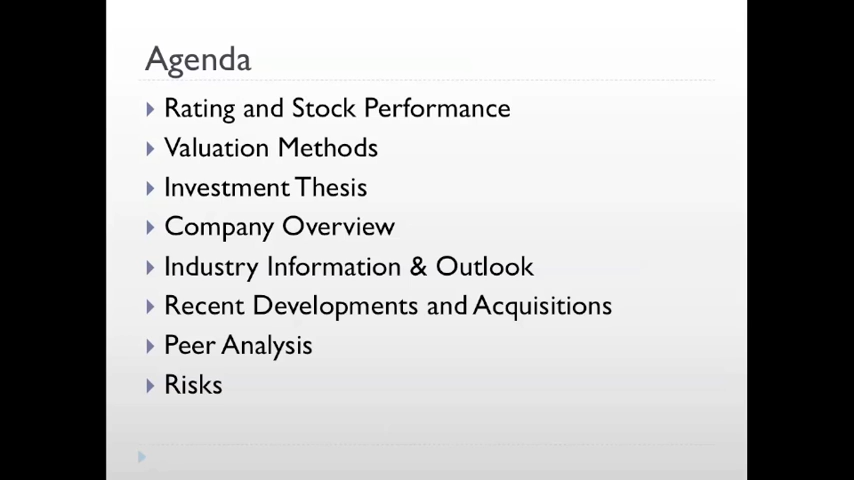 Agenda
Rating and Stock Performance
Valuation Methods
Investment Thesis
Company Overview
Industry Information & Outlook
Recent Developments and Acquisitions
Peer Analysis
Risks